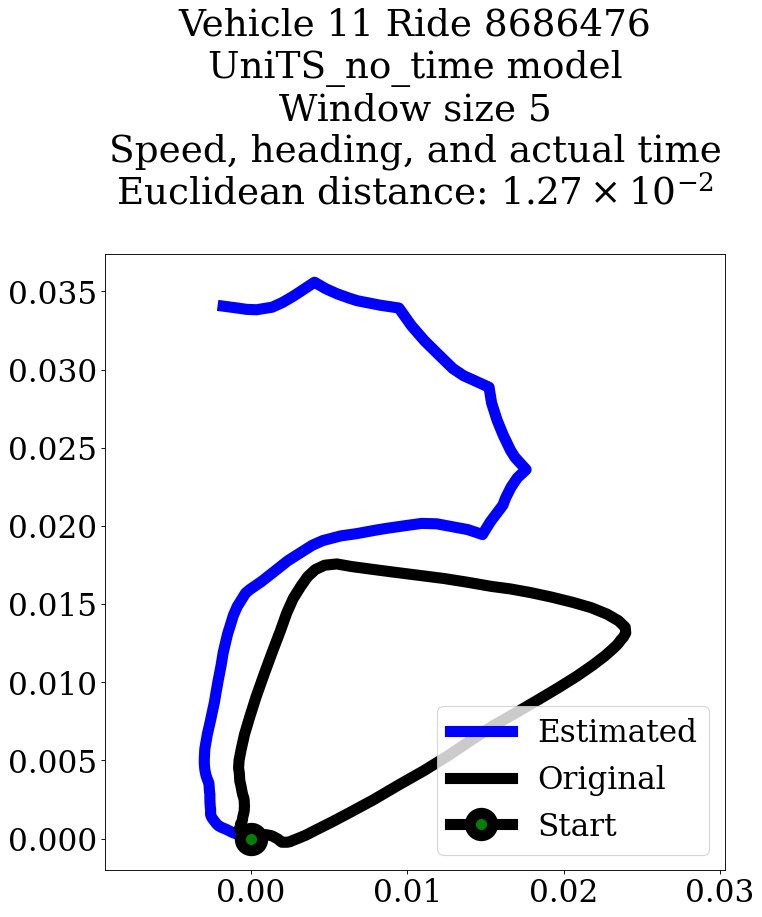 Vehicle 11 Ride 8686476
UniTS_no_time model
Window size 5
Speed, heading, and actual time
Euclidean distance: 1.27 × 10⁻²
0.035
0.030
0.025
0.020
0.015
0.010
0.005
0.000
Estimated
Original
Start
0.00 0.01 0.02 0.03